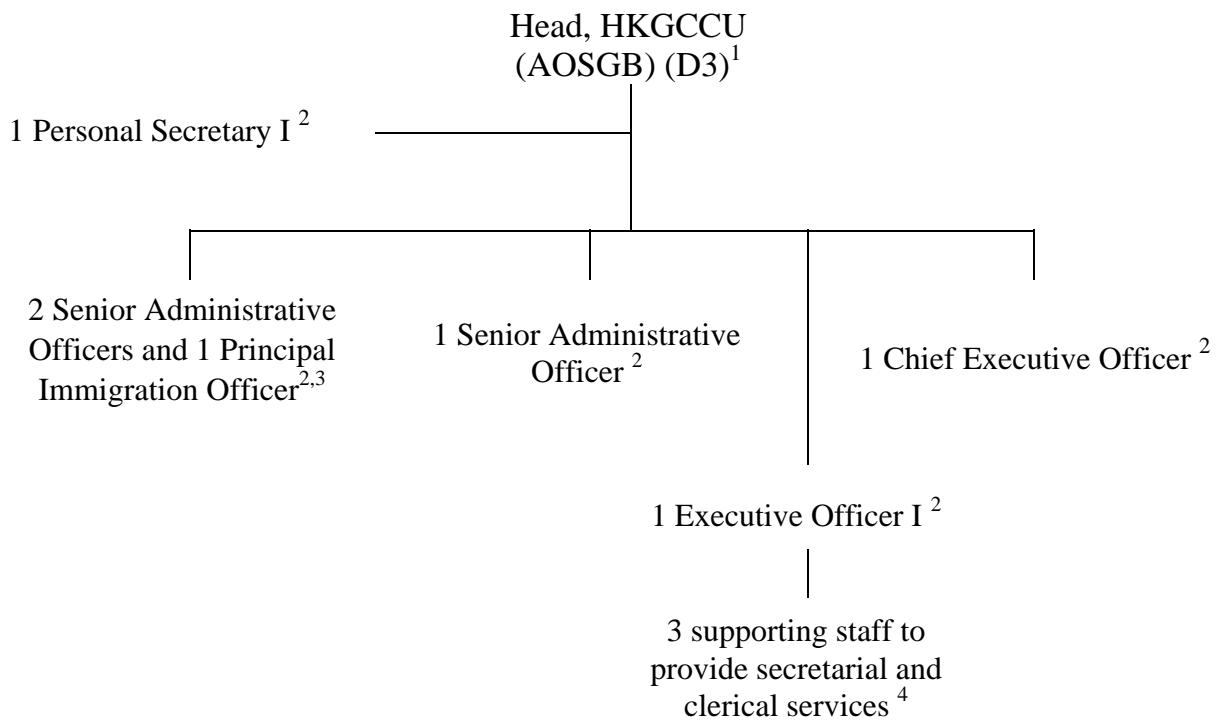 Head, HKGCCU
(AOSGB) (D3)1
1 Personal Secretary I 2
2 Senior Administrative
Officers and 1 Principal
Immigration Officer2,3
1 Senior Administrative
Officer 2
1 Chief Executive Officer 2
1 Executive Officer I 2
3 supporting staff to
provide secretarial and
clerical services 4